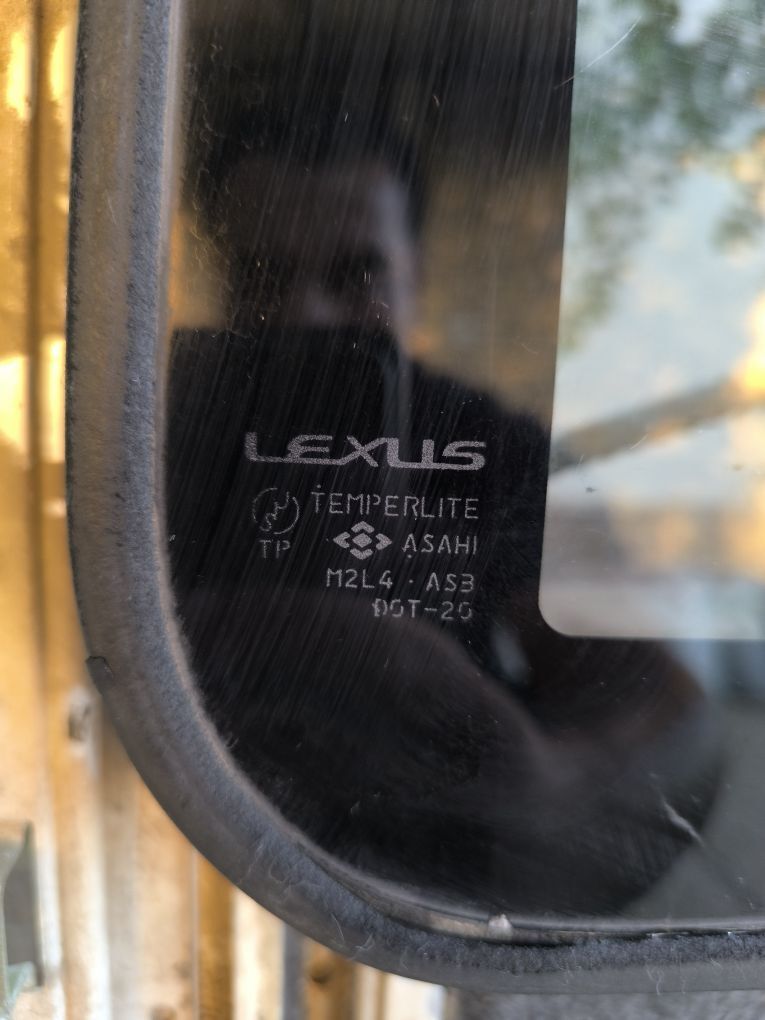 LEXUS
TEMPERLITE
TP ASAHI
M2L4 · AS3
DOT-20